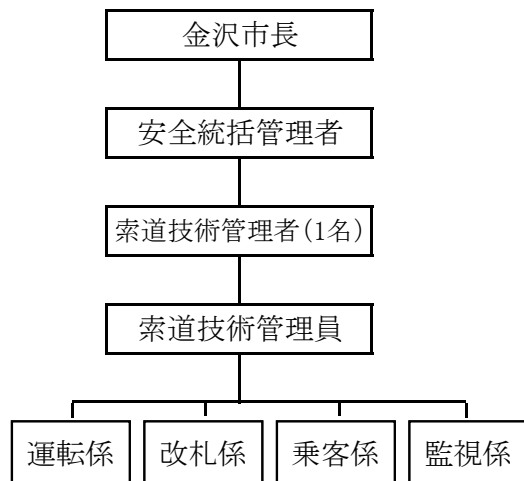 金沢市長
安全統括管理者
索道技術管理者(1名)
索道技術管理員
運転係
改札係
乗客係
監視係